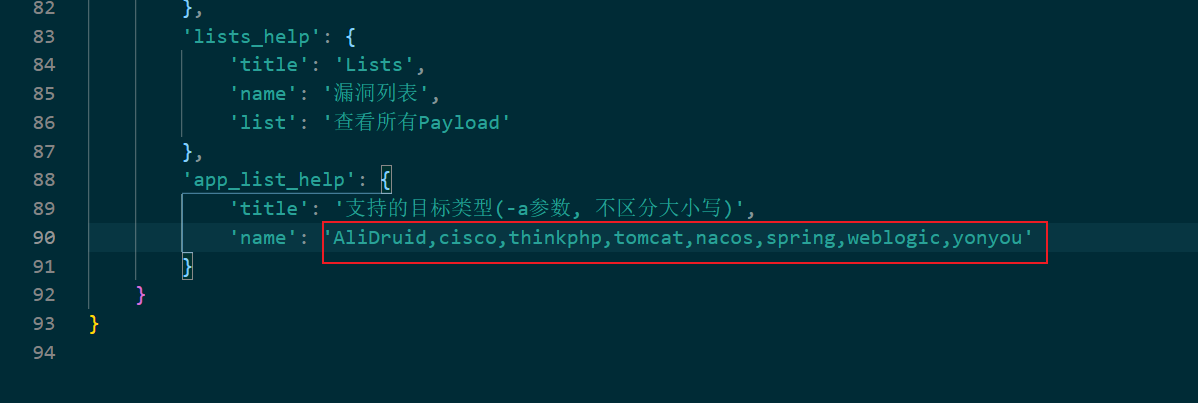 82 },
83 'lists_help': {
84 'title': 'Lists',
85 'name': '漏洞列表',
86 'list': '查看所有Payload'
87 },
88 'app_list_help': {
89 'title': '支持的目标类型(-a参数, 不区分大小写)',
90 'name': 'AliDruid,cisco,thinkphp,tomcat,nacos,spring,weblogic,yonyou'
91 }
92 }
93 }
94